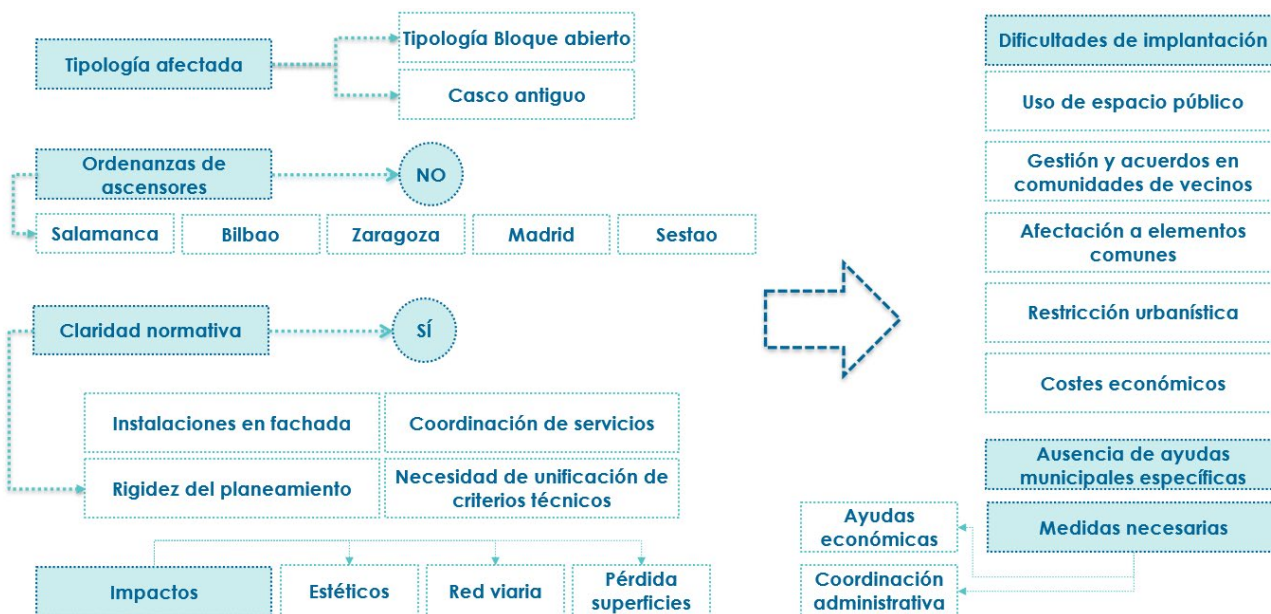 Tipología afectada
Tipología Bloque abierto
Casco antiguo
Ordenanzas de
ascensores
NO
Salamanca
Bilbao
Zaragoza
Madrid
Sestao
Claridad normativa
SÍ
Instalaciones en fachada
Coordinación de servicios
Rigidez del planeamiento
Necesidad de unificación de
criterios técnicos
Impactos
Estéticos
Red viaria
Pérdida
superficies
Dificultades de implantación
Uso de espacio público
Gestión y acuerdos en
comunidades de vecinos
Afectación a elementos
comunes
Restricción urbanística
Costes económicos
Ausencia de ayudas
municipales específicas
Medidas necesarias
Ayudas
económicas
Coordinación
administrativa